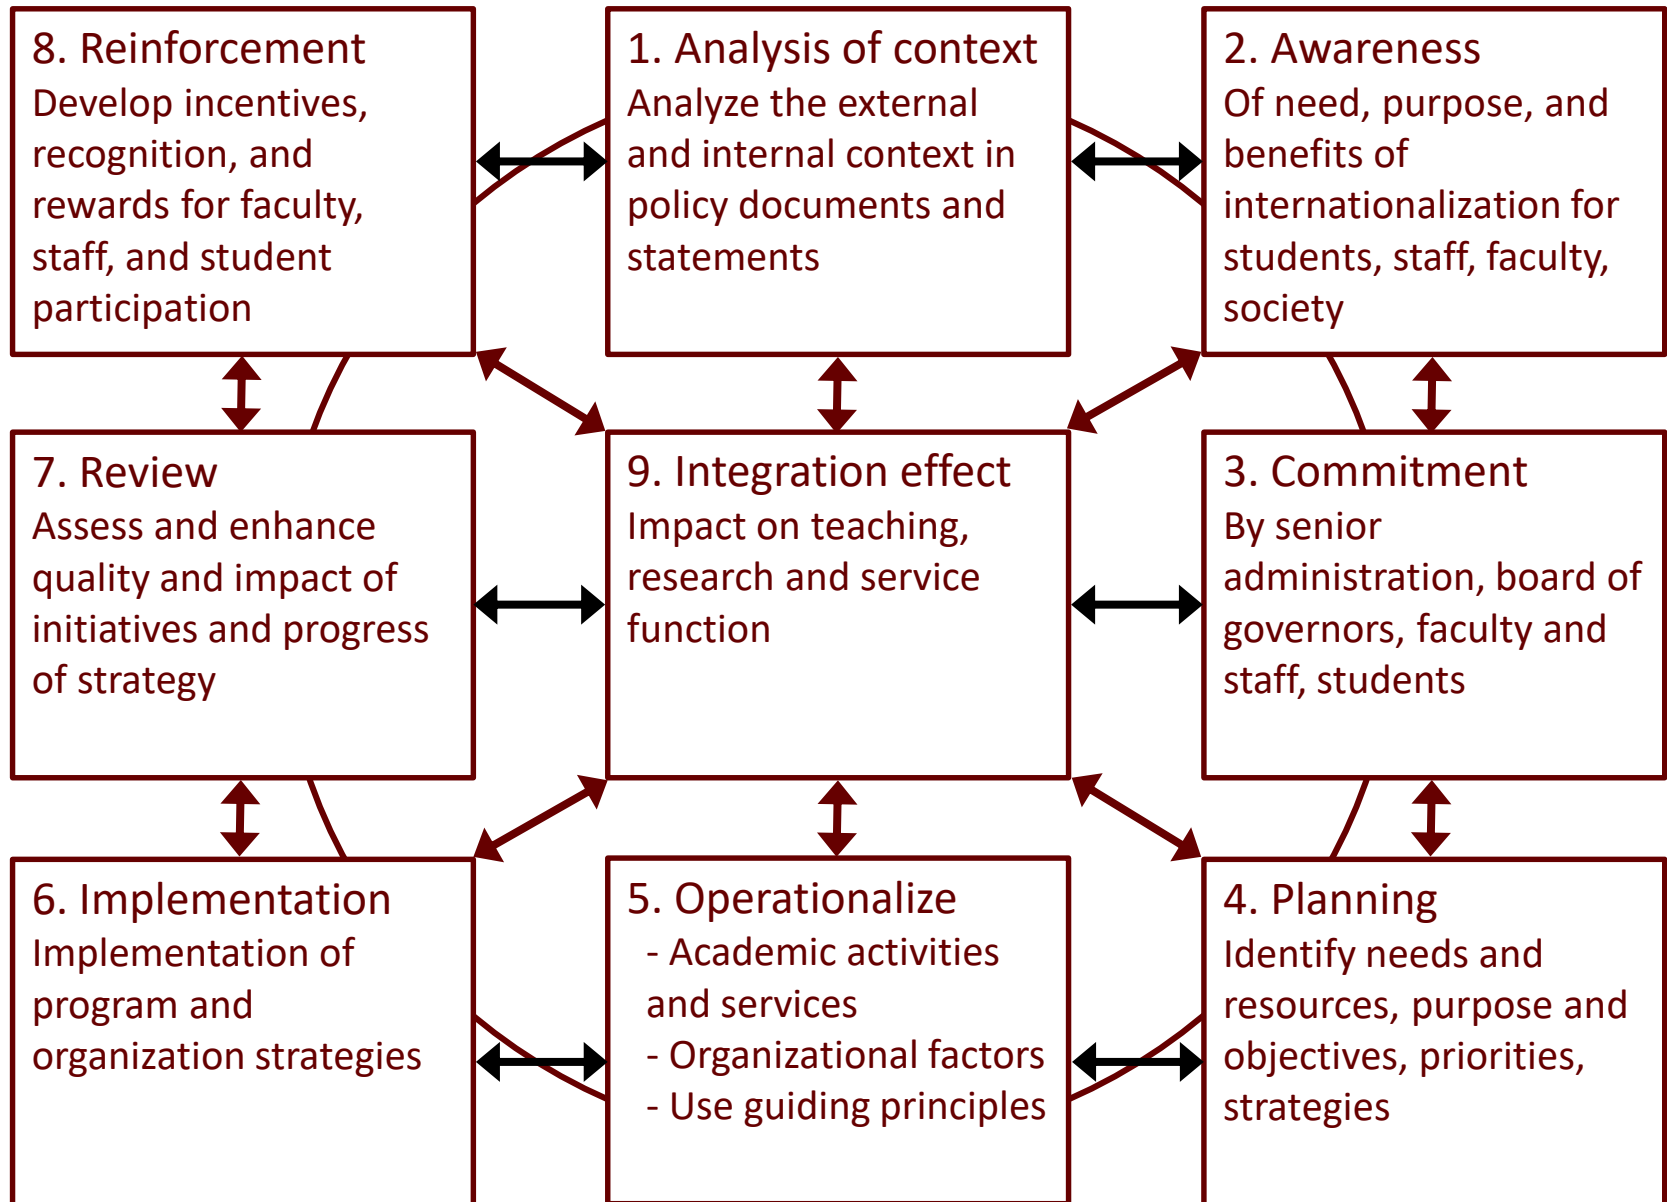 8. Reinforcement
Develop incentives,
recognition, and
rewards for faculty,
staff, and student
participation
1. Analysis of context
Analyze the external
and internal context in
policy documents and
statements
2. Awareness
Of need, purpose, and
benefits of
internationalization for
students, staff, faculty,
society
7. Review
Assess and enhance
quality and impact of
initiatives and progress
of strategy
9. Integration effect
Impact on teaching,
research and service
function
3. Commitment
By senior
administration, board of
governors, faculty and
staff, students
6. Implementation
Implementation of
program and
organization strategies
5. Operationalize
- Academic activities
and services
- Organizational factors
- Use guiding principles
4. Planning
Identify needs and
resources, purpose and
objectives, priorities,
strategies